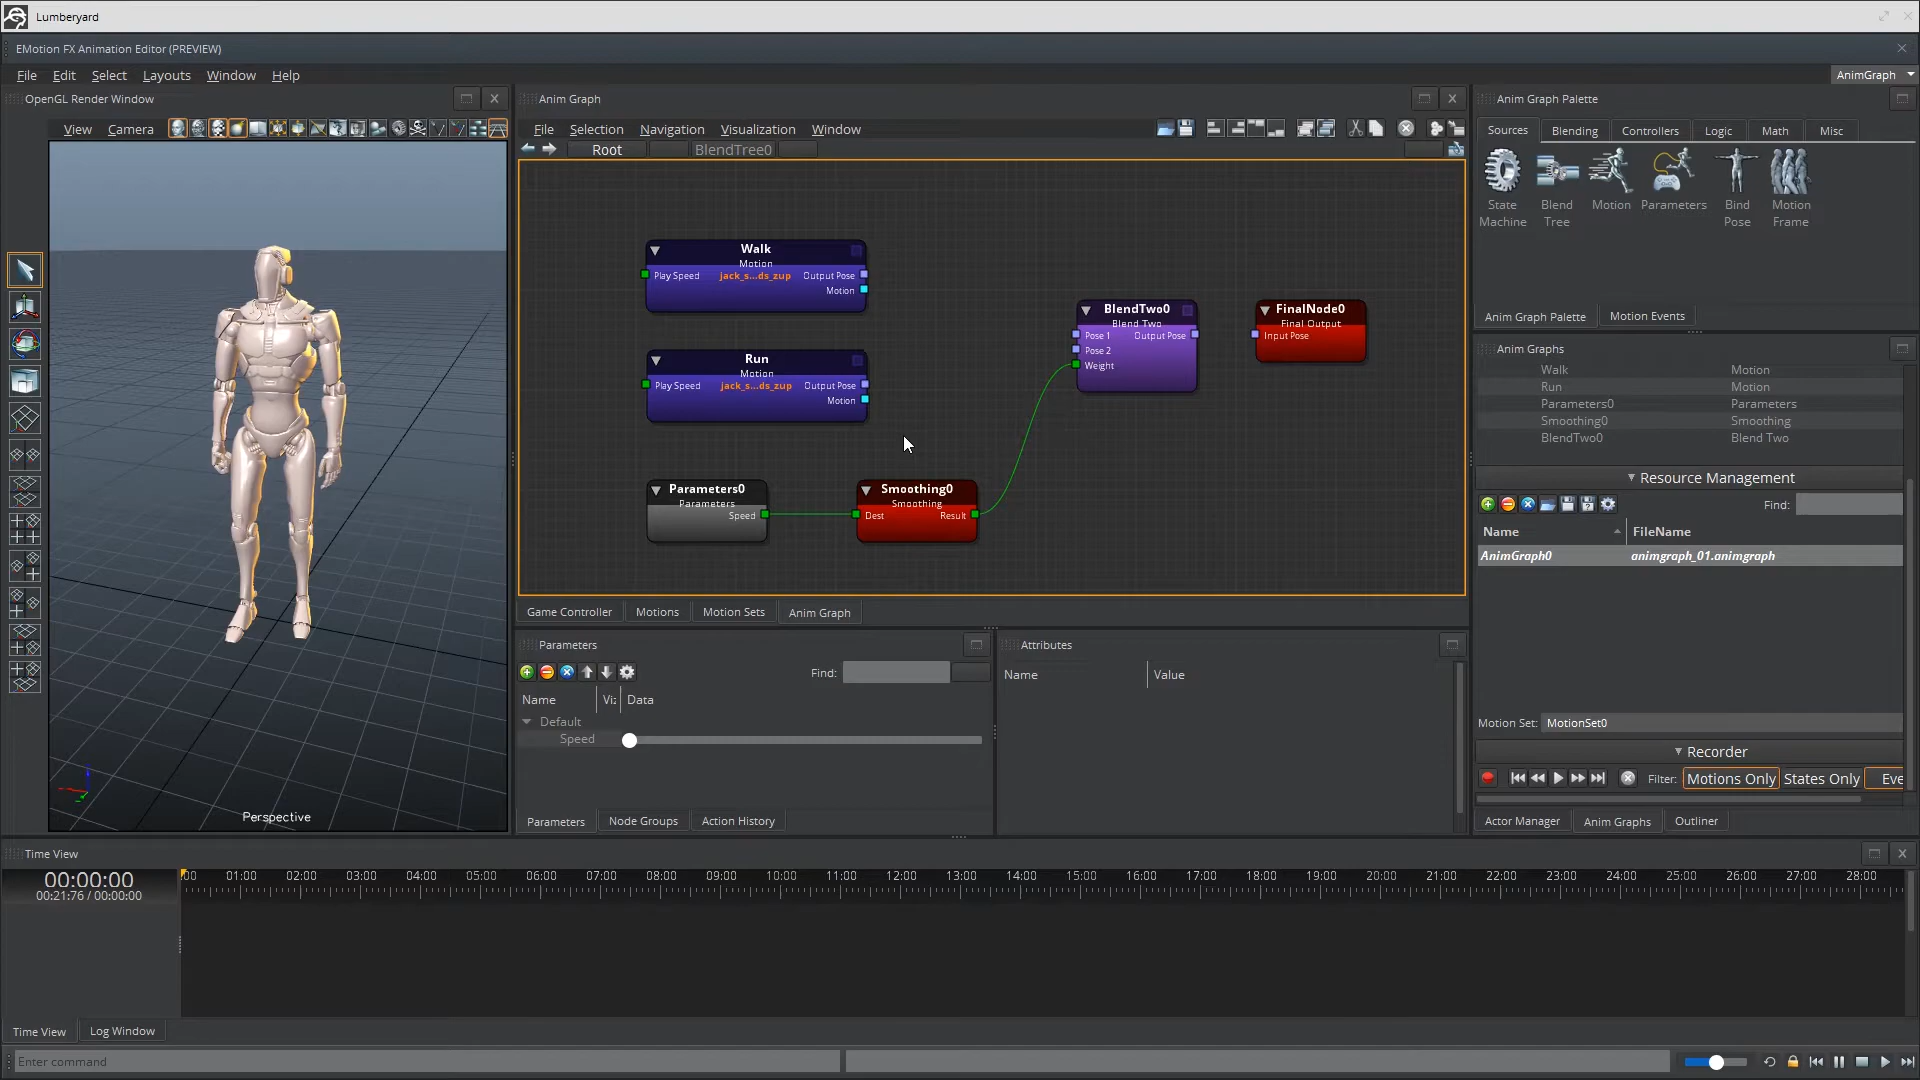 Lumberyard
EMotion FX Animation Editor (PREVIEW)
File Edit Select Layouts Window Help
AnimGraph
OpenGL Render Window
View Camera
Perspective
Anim Graph
File Selection Navigation Visualization Window
Root BlendTree0
Walk
Motion
Play Speed jack_s...ds_zup Output Pose
Motion
Run
Motion
Play Speed jack_s...ds_zup Output Pose
Motion
BlendTwo0
Blend Two
Pose 1 Output Pose
Pose 2
Weight
FinalNode0
Final Output
Input Pose
Parameters0
Parameters
Speed
Smoothing0
Smoothing
Dest Result
Game Controller Motions Motion Sets Anim Graph
Parameters
Find:
Name Data
Default
Speed
Parameters Node Groups Action History
Attributes
Name Value
Anim Graph Palette
Sources Blending Controllers Logic Math Misc
State Machine
Blend Tree
Motion
Parameters
Bind Pose
Motion Frame
Anim Graph Palette Motion Events
Anim Graphs
Walk Motion
Run Motion
Parameters0 Parameters
Smoothing0 Smoothing
BlendTwo0 Blend Two
Resource Management
Find:
Name FileName
AnimGraph0 animgraph_01.animgraph
Motion Set: MotionSet0
Recorder
Filter: Motions Only States Only Eve
Actor Manager Anim Graphs Outliner
Time View
00:00:00
00:21:76 / 00:00:00
:00 01:00 02:00 03:00 04:00 05:00 06:00 07:00 08:00 09:00 10:00 11:00 12:00 13:00 14:00 15:00 16:00 17:00 18:00 19:00 20:00 21:00 22:00 23:00 24:00 25:00 26:00 27:00 28:00
Time View Log Window
Enter command